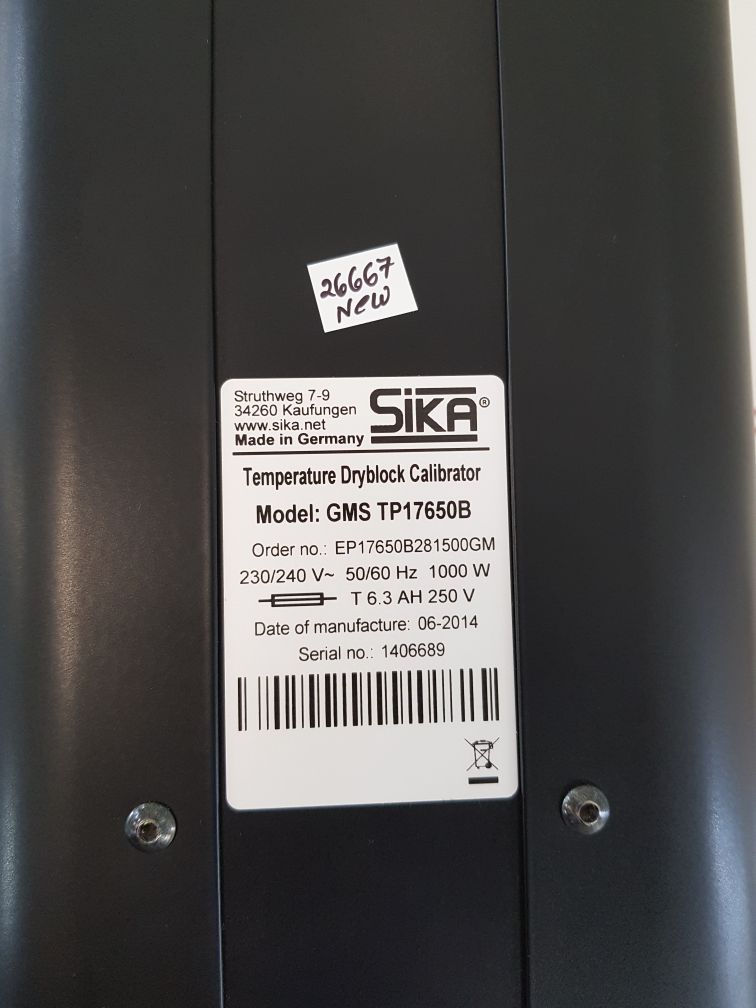 26667
NEW
Struthweg 7-9
34260 Kaufungen
www.sika.net
Made in Germany
SiKA®
Temperature Dryblock Calibrator
Model: GMS TP17650B
Order no.: EP17650B281500GM
230/240 V~ 50/60 Hz 1000 W
T 6.3 AH 250 V
Date of manufacture: 06-2014
Serial no.: 1406689